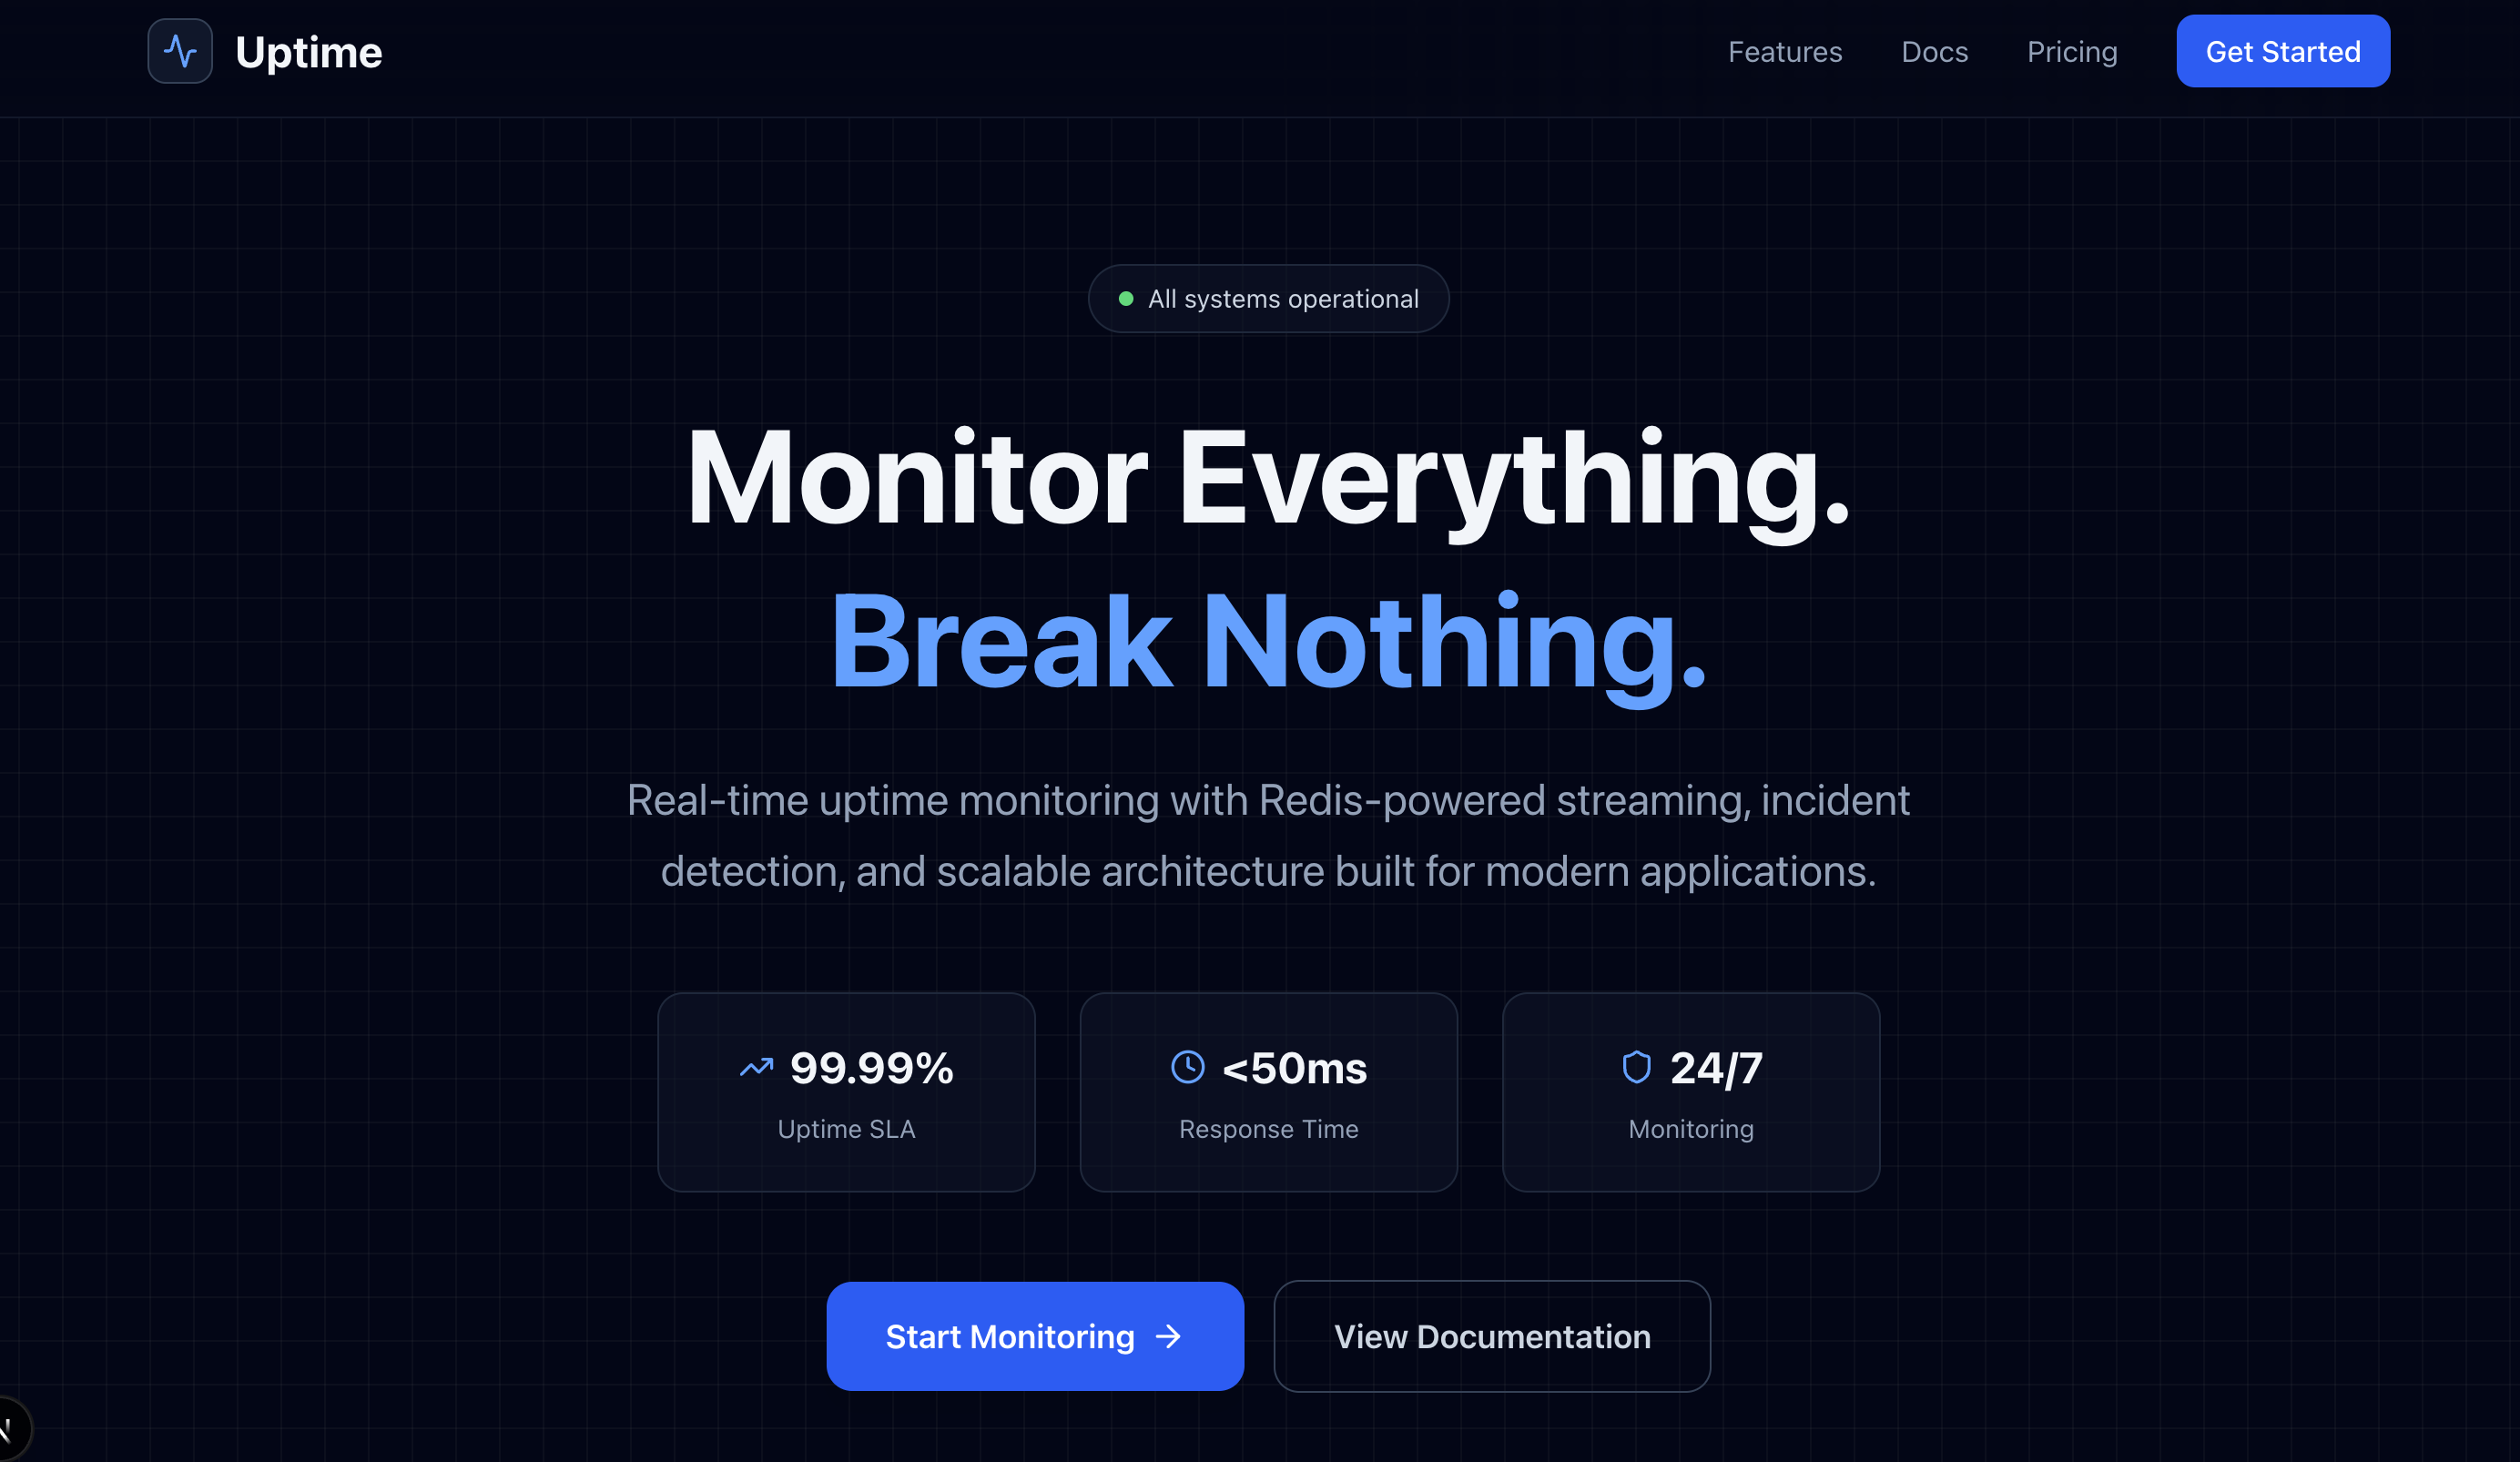 Uptime
Features
Docs
Pricing
Get Started
All systems operational
Monitor Everything.
Break Nothing.
Real-time uptime monitoring with Redis-powered streaming, incident
detection, and scalable architecture built for modern applications.
99.99%
Uptime SLA
<50ms
Response Time
24/7
Monitoring
Start Monitoring →
View Documentation
N